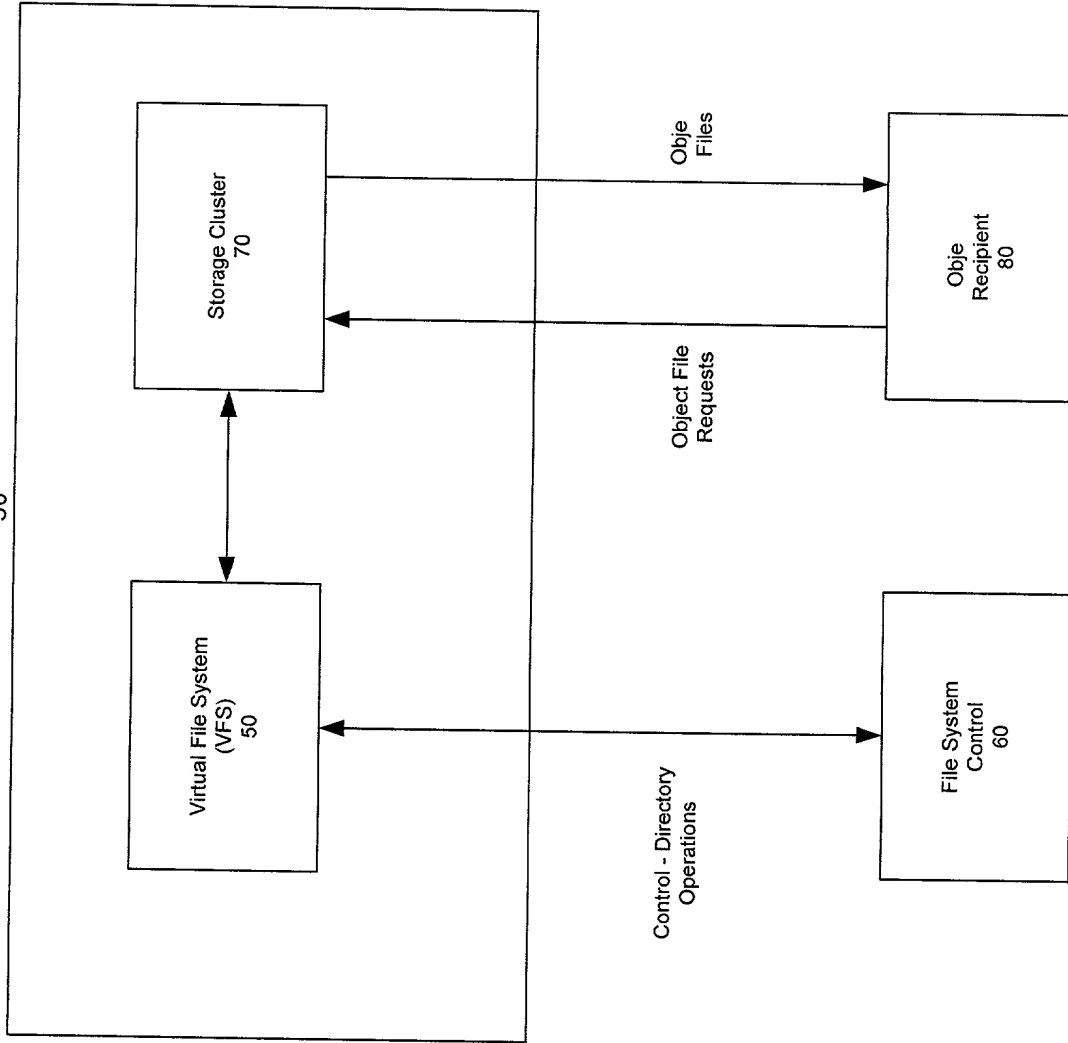 Virtual File System
(VFS)
50
Storage Cluster
70
Control - Directory
Operations
Object File
Requests
Obje
Files
File System
Control
60
Obje
Recipient
80